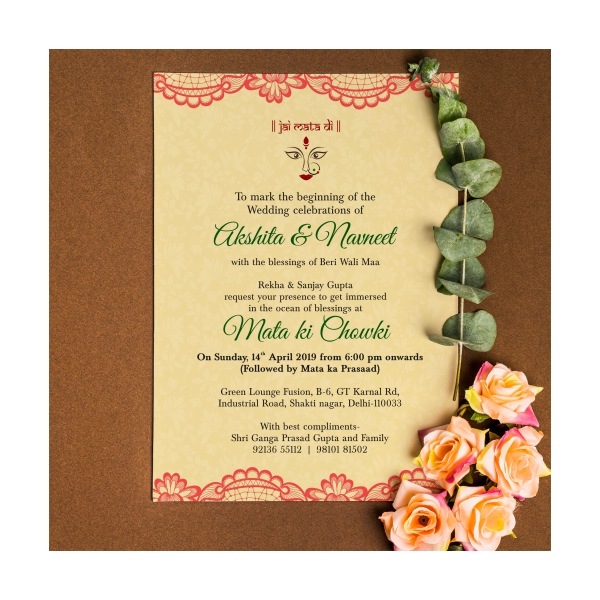 || jai mata di ||
To mark the beginning of the
Wedding celebrations of
Akshita & Navneet
with the blessings of Beri Wali Maa
Rekha & Sanjay Gupta
request your presence to get immersed
in the ocean of blessings at
Mata ki Chowki
On Sunday, 14th April 2019 from 6:00 pm onwards
(Followed by Mata ka Prasaad)
Green Lounge Fusion, B-6, GT Karnal Rd,
Industrial Road, Shakti nagar, Delhi-110033
With best compliments-
Shri Ganga Prasad Gupta and Family
92136 55112 | 98101 81502